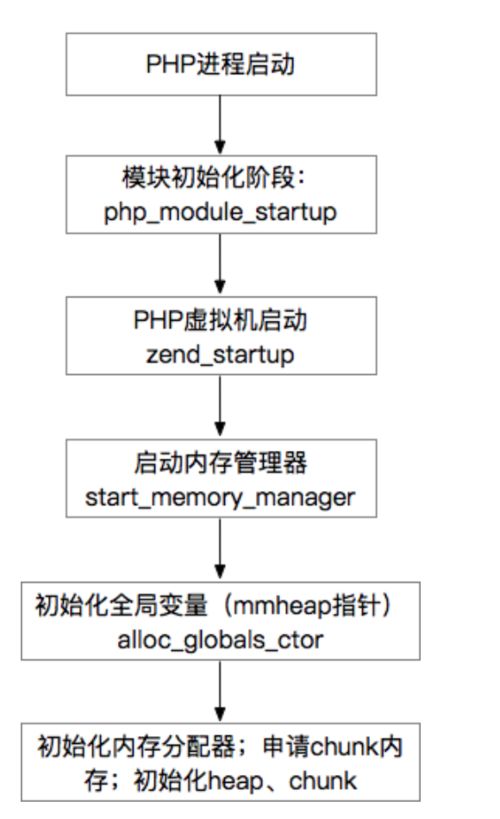 PHP进程启动
模块初始化阶段：
php_module_startup
PHP虚拟机启动
zend_startup
启动内存管理器
start_memory_manager
初始化全局变量（mmheap指针）
alloc_globals_ctor
初始化内存分配器；申请chunk内
存；初始化heap、chunk